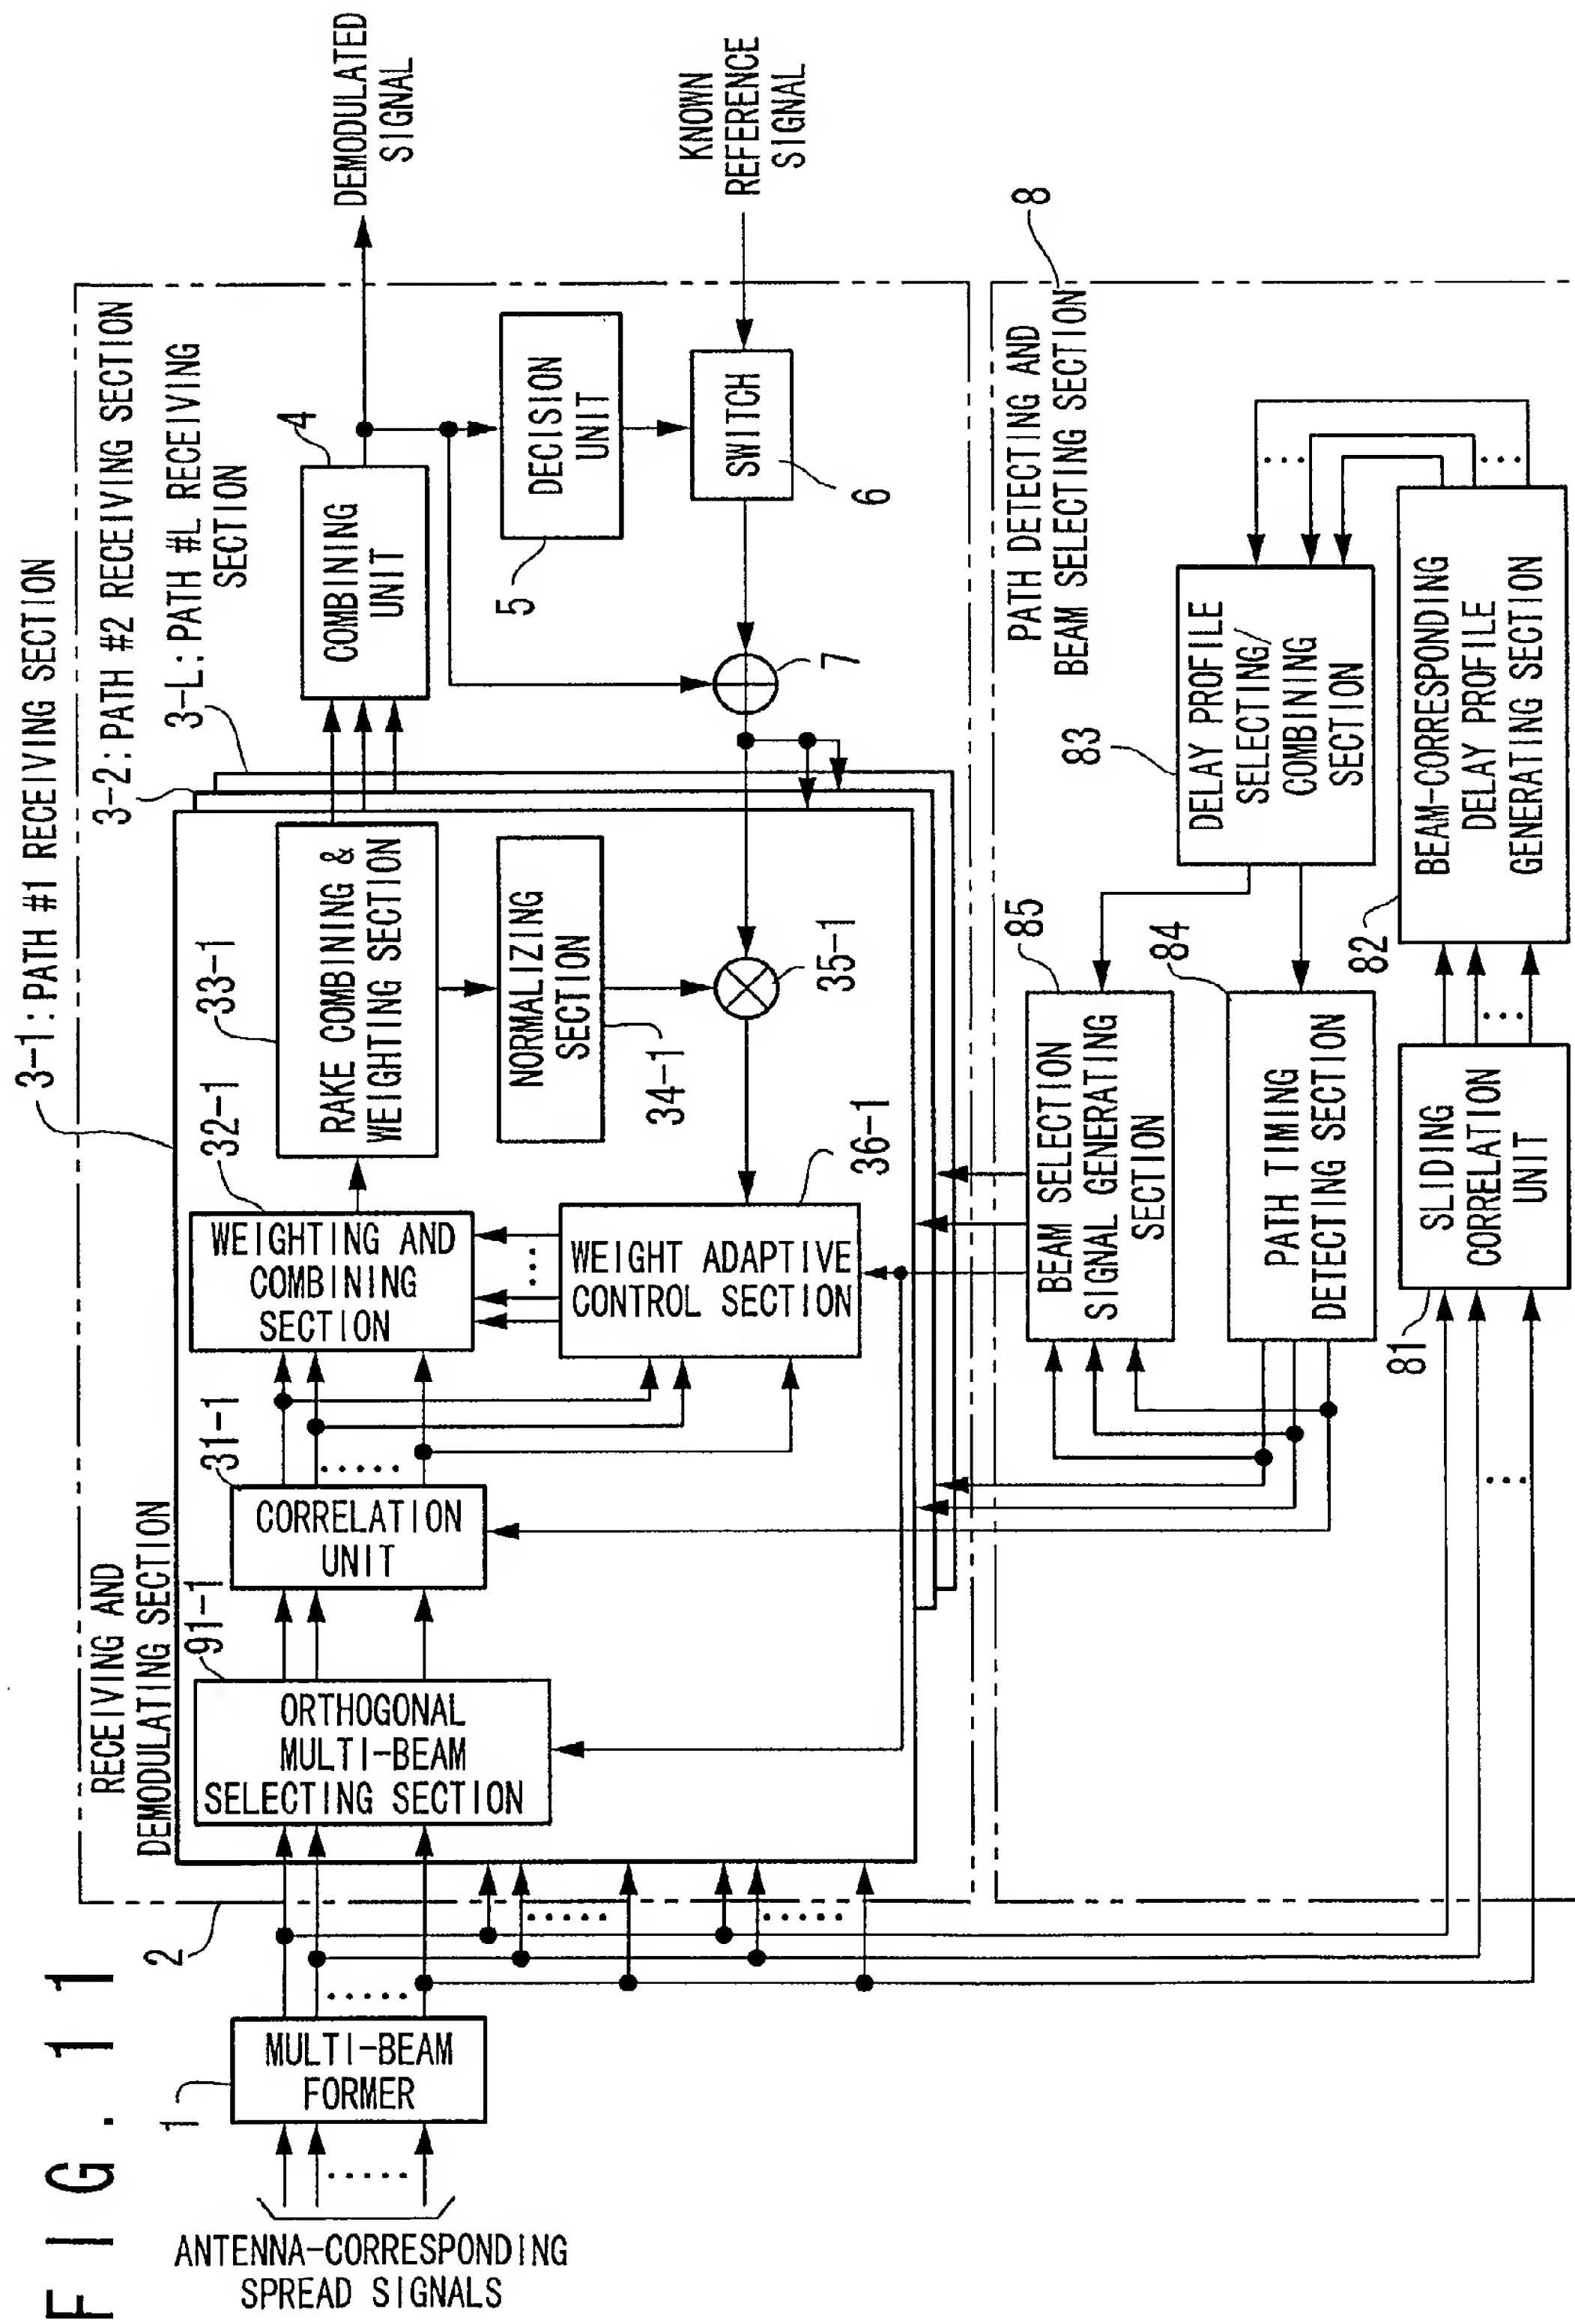 FIG. 11
3-1:PATH #1 RECEIVING SECTION
3-2:PATH #2 RECEIVING SECTION
3-L:PATH #L RECEIVING
SECTION
RECEIVING AND
DEMODULATING SECTION
2
1
MULTI-BEAM
FORMER
ANTENNA-CORRESPONDING
SPREAD SIGNALS
91-1
ORTHOGONAL
MULTI-BEAM
SELECTING SECTION
31-1
CORRELATION
UNIT
32-1
WEIGHTING AND
COMBINING
SECTION
33-1
RAKE COMBINING &
WEIGHTING SECTION
NORMALIZING
SECTION
34-1
35-1
36-1
WEIGHT ADAPTIVE
CONTROL SECTION
4
COMBINING
UNIT
DEMODULATED
SIGNAL
DECISION
UNIT
5
SWITCH
6
KNOWN
REFERENCE
SIGNAL
7
PATH DETECTING AND
BEAM SELECTING SECTION
8
85
BEAM SELECTION
SIGNAL GENERATING
SECTION
84
PATH TIMING
DETECTING SECTION
83
DELAY PROFILE
SELECTING/
COMBINING
SECTION
82
BEAM-CORRESPONDING
DELAY PROFILE
GENERATING SECTION
81
SLIDING
CORRELATION
UNIT